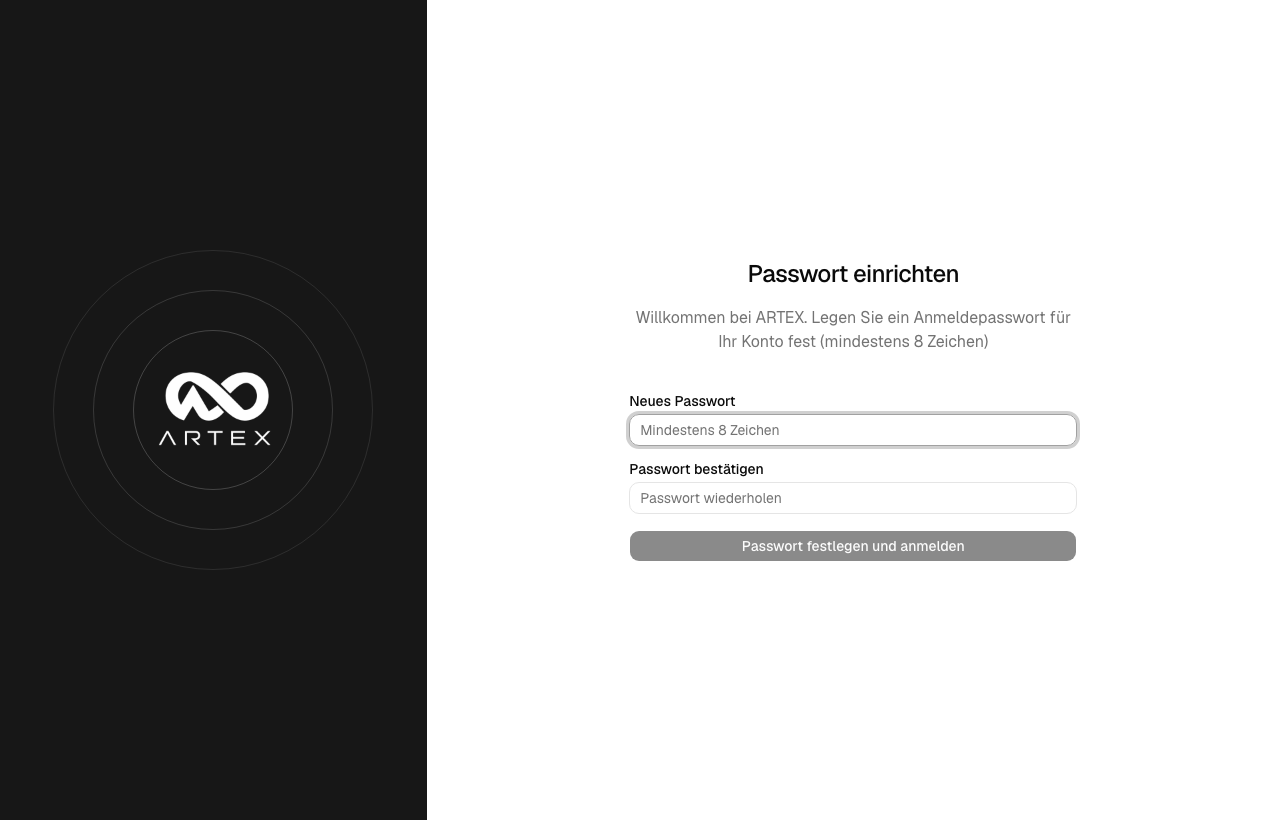 ARTEX
Passwort einrichten
Willkommen bei ARTEX. Legen Sie ein Anmeldepasswort für
Ihr Konto fest (mindestens 8 Zeichen)
Neues Passwort
Mindestens 8 Zeichen
Passwort bestätigen
Passwort wiederholen
Passwort festlegen und anmelden